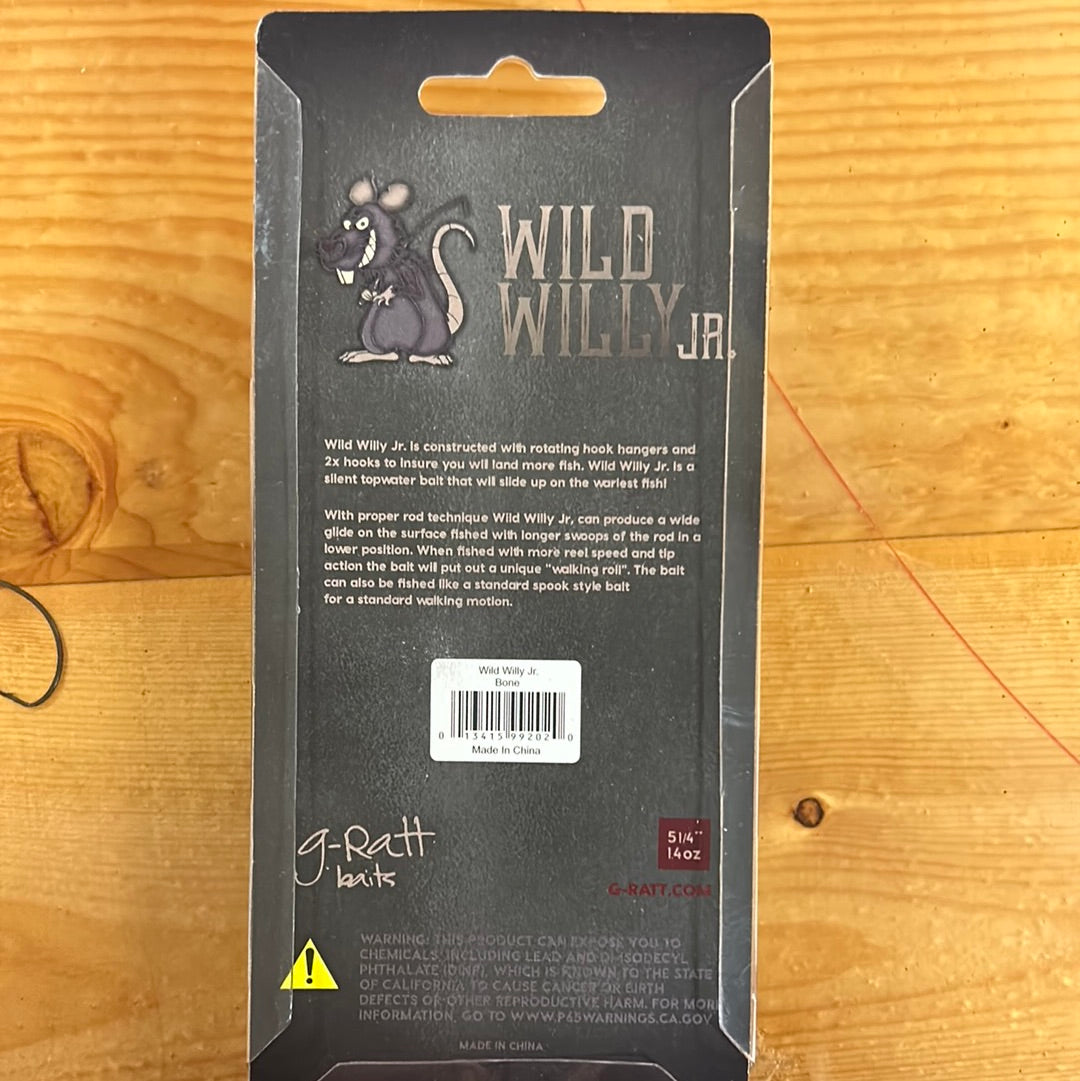 WILD
WILLY JR.
Wild Willy Jr. is constructed with rotating hook hangers and
2x hooks to insure you will land more fish. Wild Willy Jr. is a
silent topwater bait that will slide up on the wariest fish!
With proper rod technique Wild Willy Jr, can produce a wide
glide on the surface fished with longer swoops of the rod in a
lower position. When fished with more reel speed and tip
action the bait will put out a unique "walking roll". The bait
can also be fished like a standard spook style bait
for a standard walking motion.
Wild Willy Jr.
Bone
0 13415 99202 0
Made In China
g-Ratt
baits
5 1/4"
1.4 oz
G-RATT.COM
WARNING: THIS PRODUCT CAN EXPOSE YOU TO
CHEMICALS, INCLUDING LEAD AND DI-ISODECYL
PHTHALATE (DIDP), WHICH IS KNOWN TO THE STATE
OF CALIFORNIA TO CAUSE CANCER OR BIRTH
DEFECTS OR OTHER REPRODUCTIVE HARM. FOR MORE
INFORMATION, GO TO WWW.P65WARNINGS.CA.GOV
MADE IN CHINA